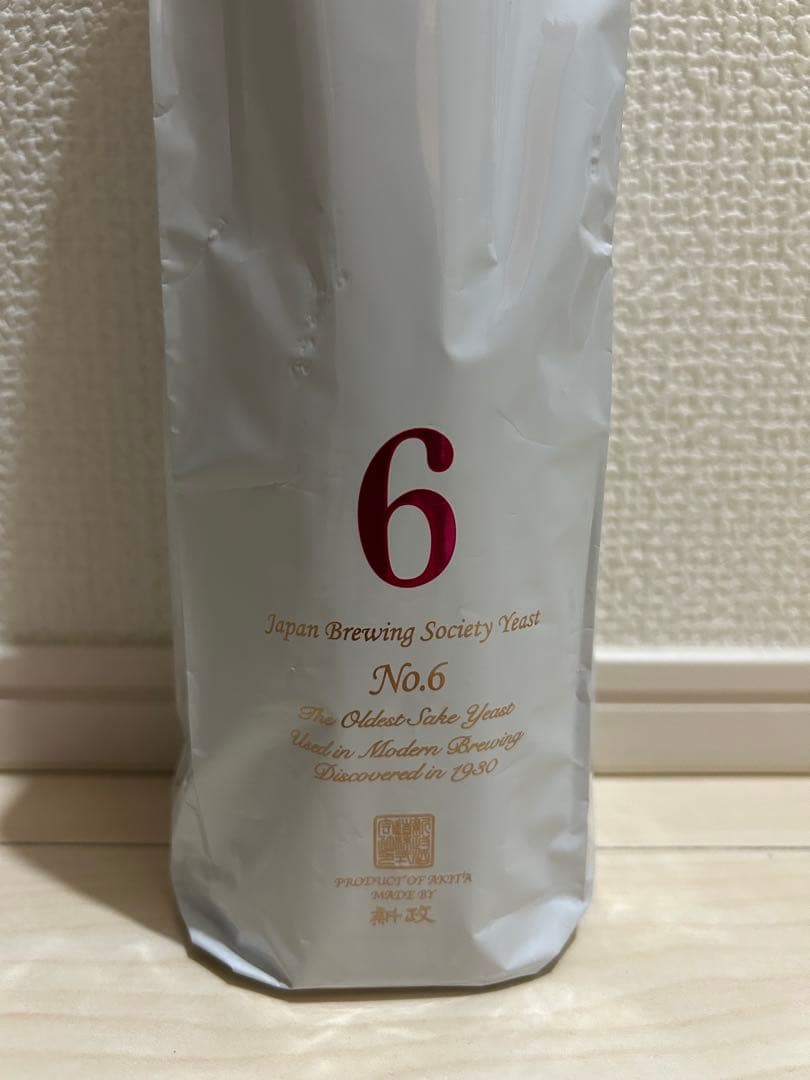 6
Japan Brewing Society Yeast
No.6
The Oldest Sake Yeast
Used in Modern Brewing
Discovered in 1930
PRODUCT OF AKITA
MADE BY
新政